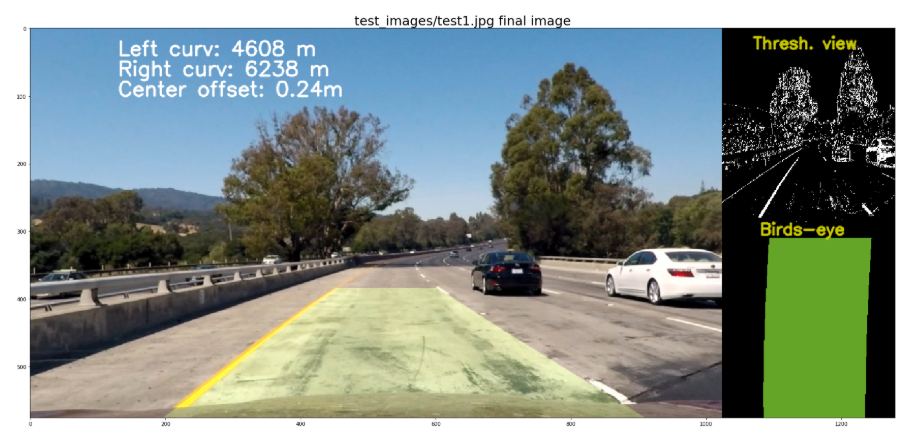 test_images/test1.jpg final image
Left curv: 4608 m
Right curv: 6238 m
Center offset: 0.24m
Thresh. view
Birds-eye
0
100
200
300
400
500
0 200 400 600 800 1000 1200